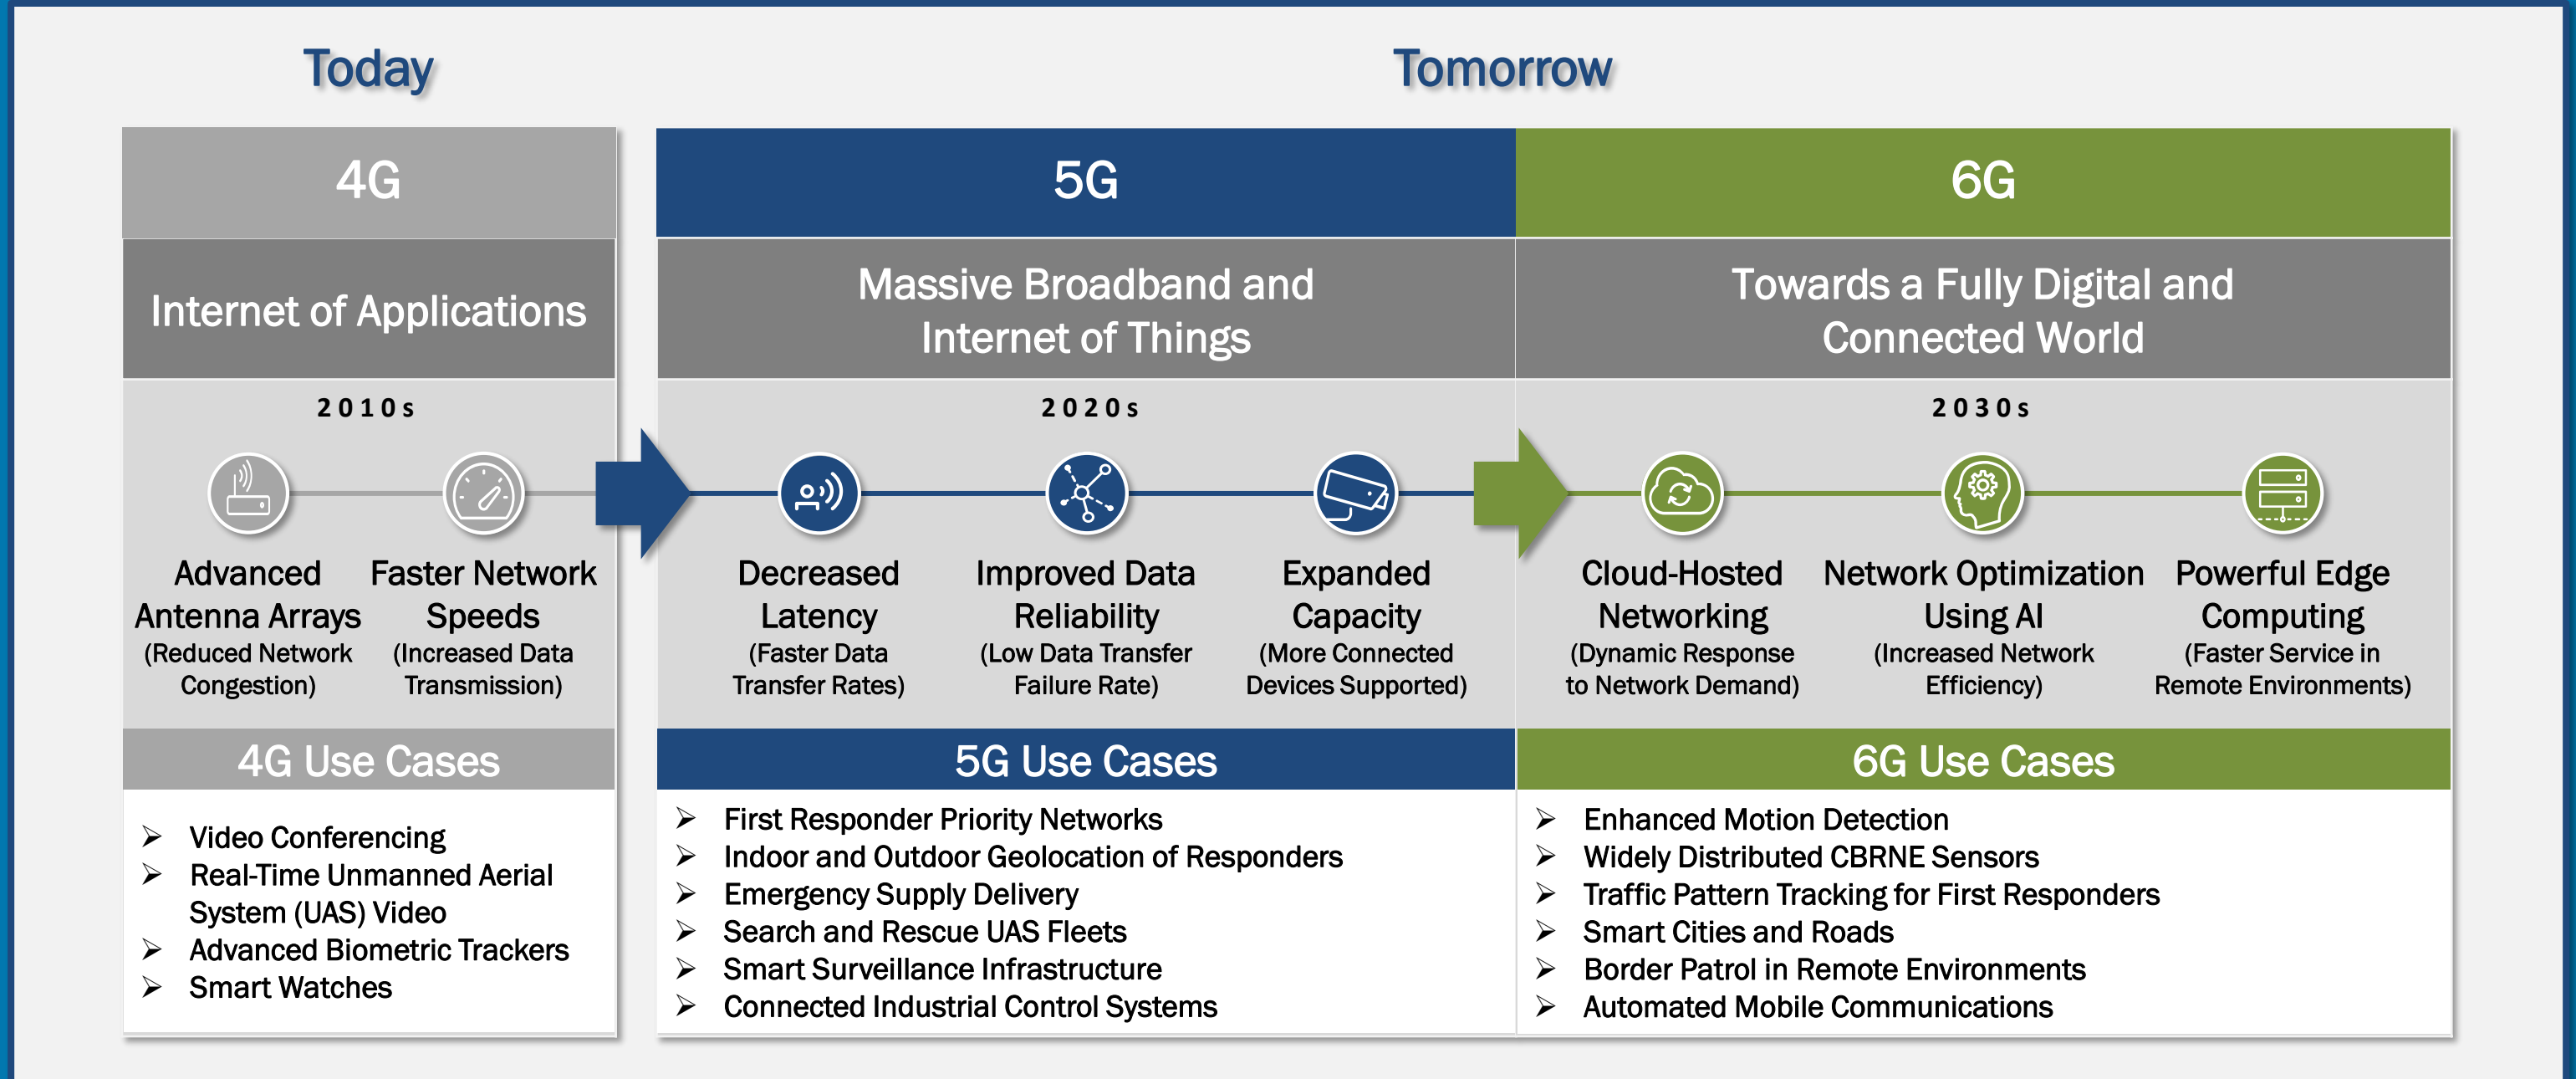 Today
Tomorrow
4G
Internet of Applications
2010s
Advanced
Antenna Arrays
(Reduced Network
Congestion)
Faster Network
Speeds
(Increased Data
Transmission)
4G Use Cases
➢ Video Conferencing
➢ Real-Time Unmanned Aerial
System (UAS) Video
➢ Advanced Biometric Trackers
➢ Smart Watches
5G
Massive Broadband and
Internet of Things
2020s
Decreased
Latency
(Faster Data
Transfer Rates)
Improved Data
Reliability
(Low Data Transfer
Failure Rate)
Expanded
Capacity
(More Connected
Devices Supported)
5G Use Cases
➢ First Responder Priority Networks
➢ Indoor and Outdoor Geolocation of Responders
➢ Emergency Supply Delivery
➢ Search and Rescue UAS Fleets
➢ Smart Surveillance Infrastructure
➢ Connected Industrial Control Systems
6G
Towards a Fully Digital and
Connected World
2030s
Cloud-Hosted
Networking
(Dynamic Response
to Network Demand)
Network Optimization
Using AI
(Increased Network
Efficiency)
Powerful Edge
Computing
(Faster Service in
Remote Environments)
6G Use Cases
➢ Enhanced Motion Detection
➢ Widely Distributed CBRNE Sensors
➢ Traffic Pattern Tracking for First Responders
➢ Smart Cities and Roads
➢ Border Patrol in Remote Environments
➢ Automated Mobile Communications